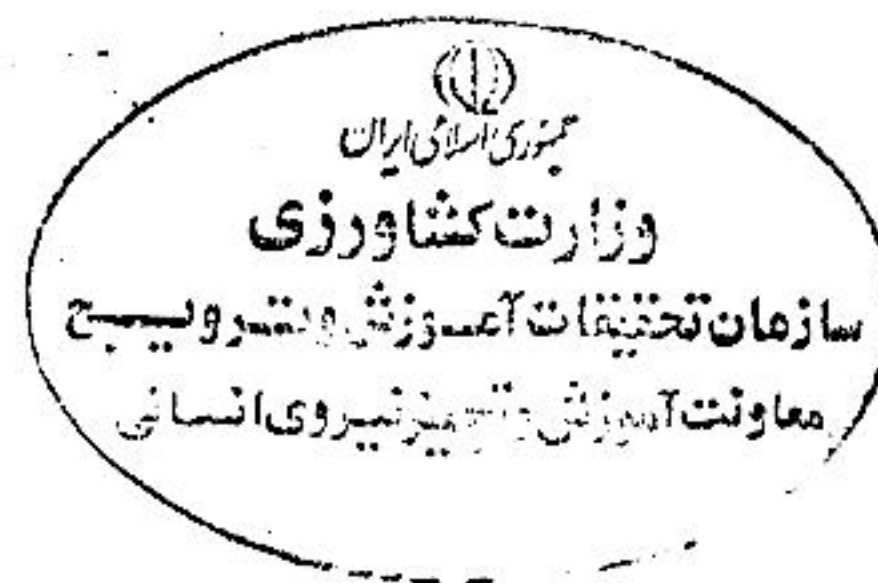 جمهوری اسلامی ایران
وزارت کشاورزی
سازمان تحقیقات آموزش و ترویج
معاونت آموزش و تجهیز نیروی انسانی